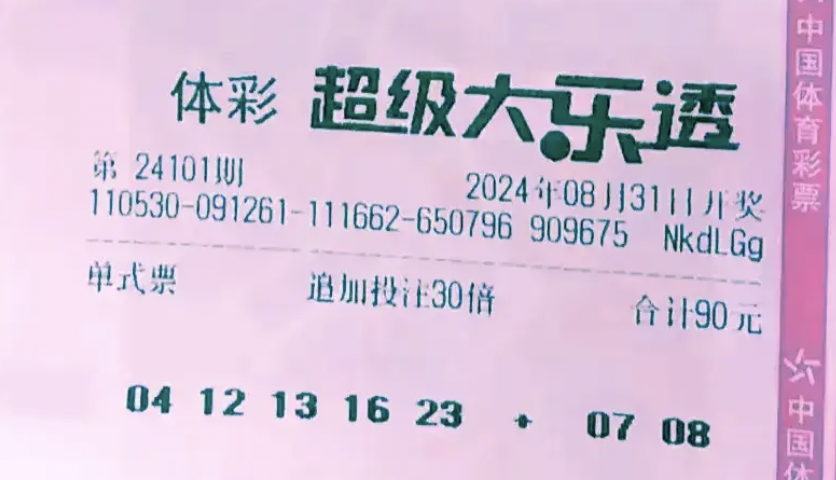 体彩 超级大乐透
第 24101期 2024年08月31日开奖
110530-091261-111662-650796 909675 NkdLGg
单式票 追加投注30倍 合计90元
04 12 13 16 23 + 07 08
中国体育彩票
中国体